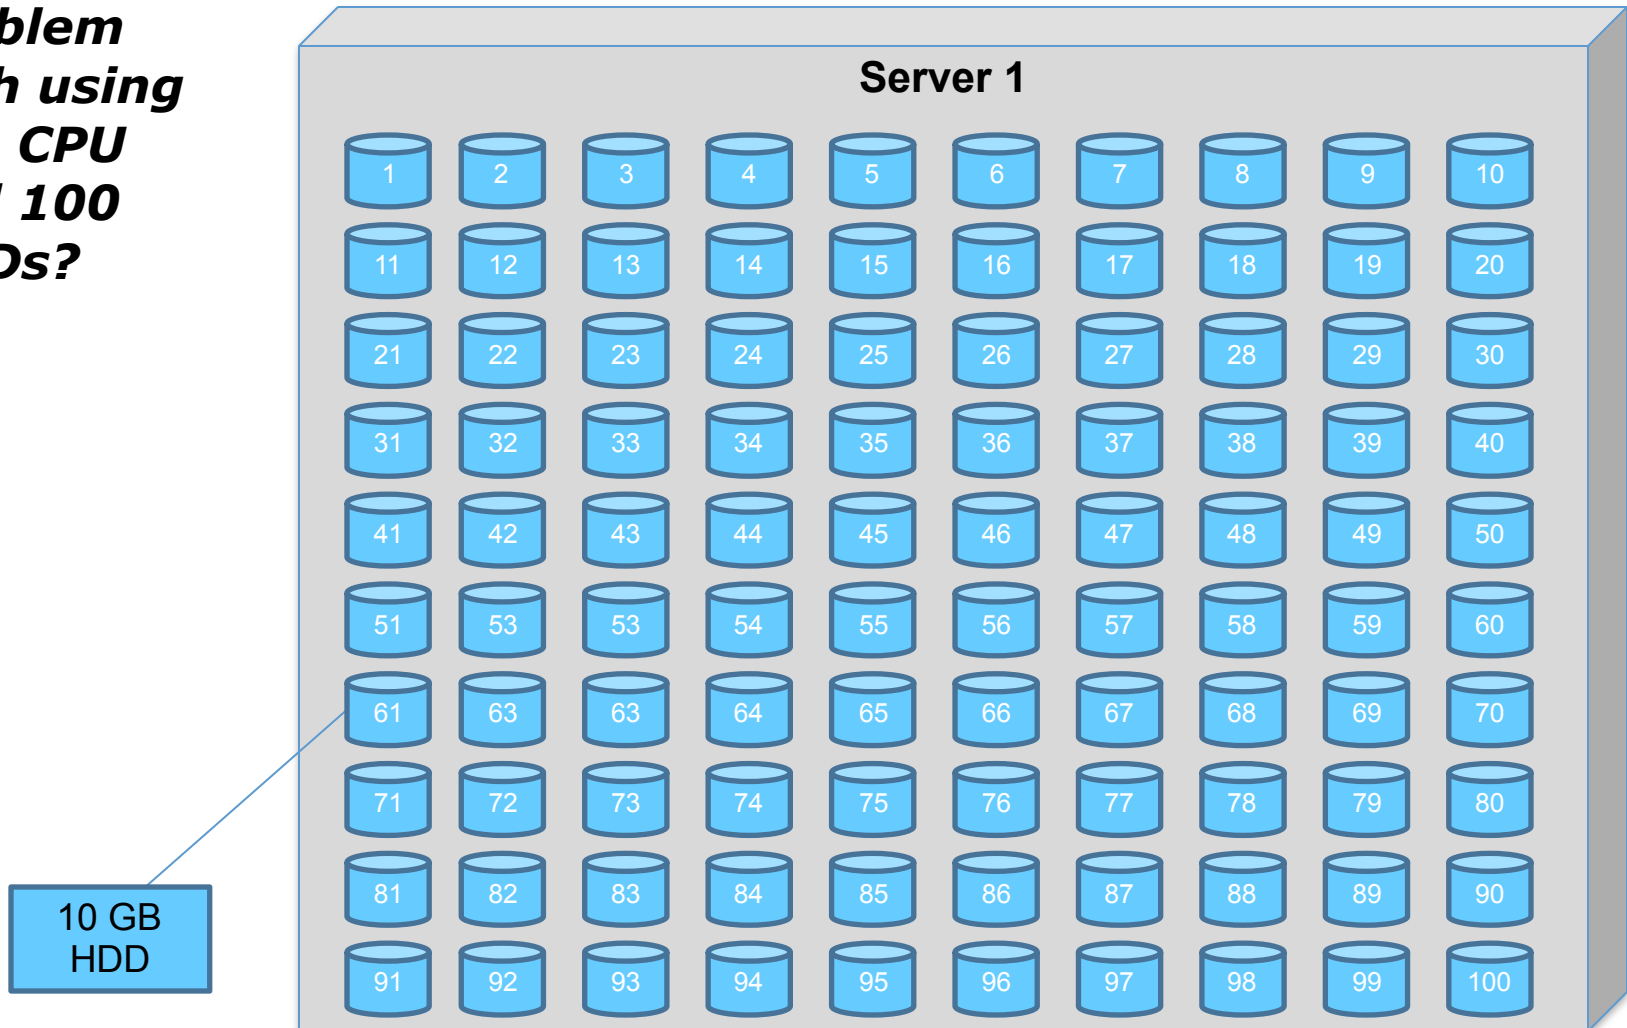 oblem
h using
CPU
100
Ds?
Server 1
1 2 3 4 5 6 7 8 9 10
11 12 13 14 15 16 17 18 19 20
21 22 23 24 25 26 27 28 29 30
31 32 33 34 35 36 37 38 39 40
41 42 43 44 45 46 47 48 49 50
51 53 53 54 55 56 57 58 59 60
61 63 63 64 65 66 67 68 69 70
71 72 73 74 75 76 77 78 79 80
81 82 83 84 85 86 87 88 89 90
91 92 93 94 95 96 97 98 99 100
10 GB
HDD